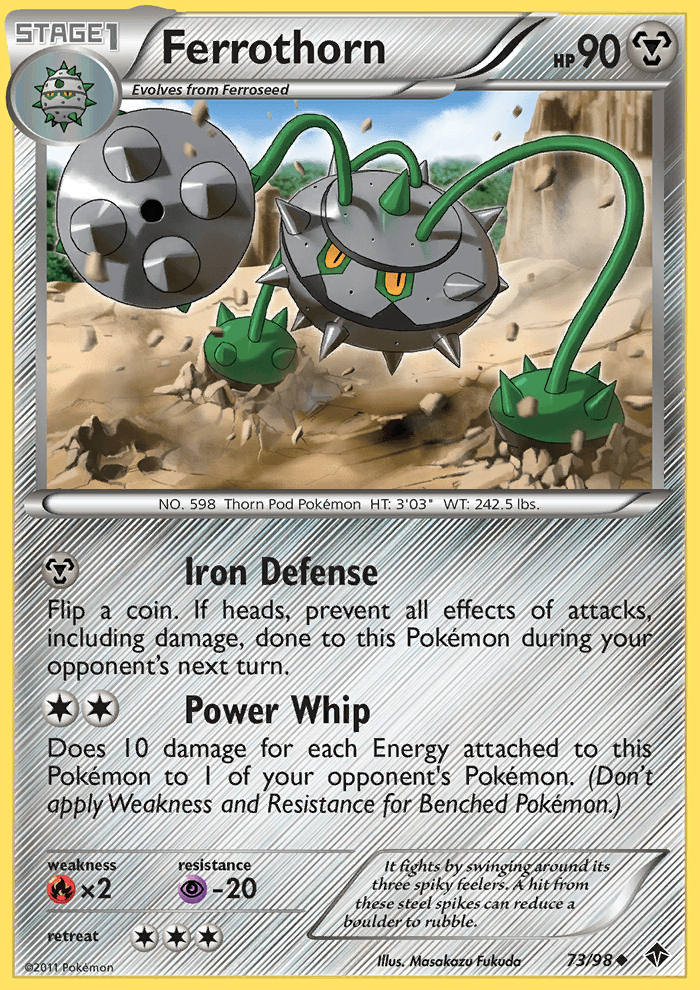 STAGE1
Ferrothorn
HP90
Evolves from Ferroseed
NO. 598 Thorn Pod Pokémon HT: 3'03" WT: 242.5 lbs.
Iron Defense
Flip a coin. If heads, prevent all effects of attacks,
including damage, done to this Pokémon during your
opponent's next turn.
Power Whip
Does 10 damage for each Energy attached to this
Pokémon to 1 of your opponent's Pokémon. (Don't
apply Weakness and Resistance for Benched Pokémon.)
weakness
×2
resistance
-20
retreat
It fights by swinging around its
three spiky feelers. A hit from
these steel spikes can reduce a
boulder to rubble.
©2011 Pokémon
Illus. Masakazu Fukuda
73/98